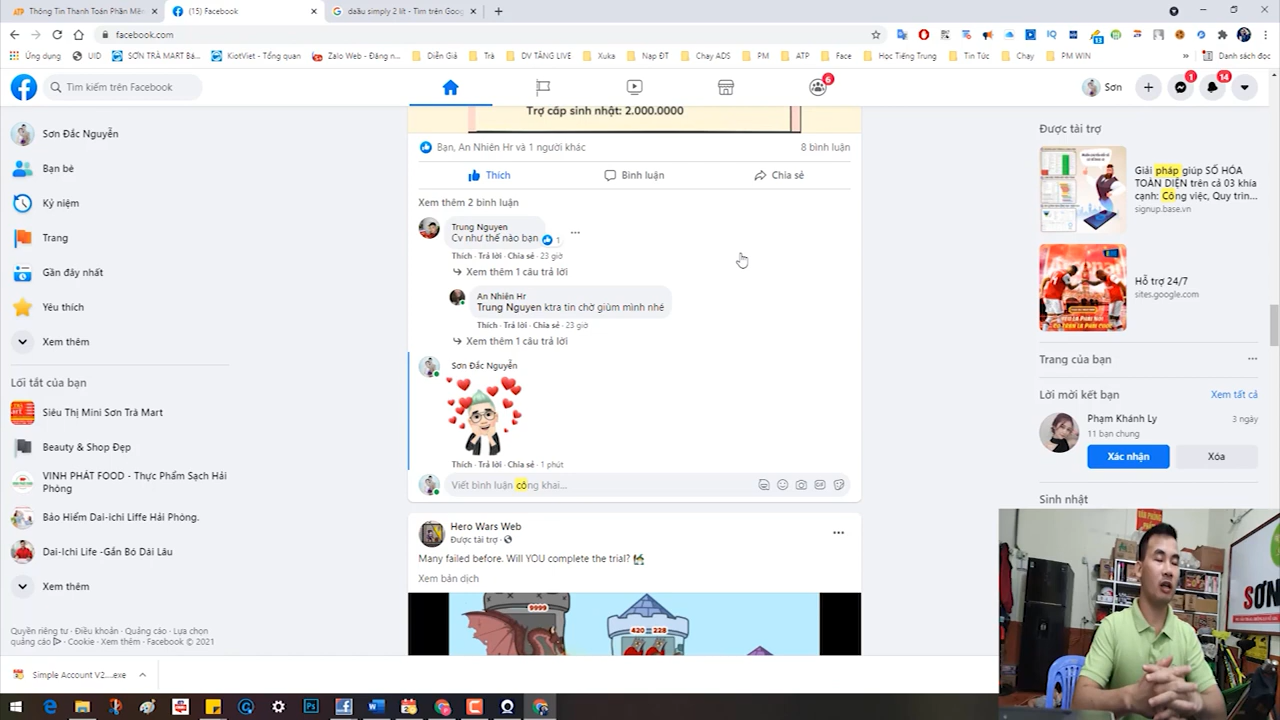 Thông Tin Thanh Toán Phần Mề
(15) Facebook
daầu simply 2 lít - Tìm trên Goog
facebook.com
Ứng dụng
UID
SƠN TRÀ MART Bá...
KiotViet - Tổng quan
Zalo Web - Đăng n...
Diễn Giả
Trà
DV TĂNG LIVE
Xuka
Nạp ĐT
Chạy ADS
PM
ATP
Face
Học Tiếng Trung
Tin Tức
Chạy
PM WIN
Danh sách đọc
Tìm kiếm trên Facebook
6
Sơn
1
14
Sơn Đắc Nguyễn
Bạn bè
Kỷ niệm
Trang
Gần đây nhất
Yêu thích
Xem thêm
Lối tắt của bạn
Siêu Thị Mini Sơn Trà Mart
Beauty & Shop Đẹp
VINH PHÁT FOOD - Thực Phẩm Sạch Hải
Phòng
Bảo Hiểm Dai-ichi Liffe Hải Phòng.
Dai-Ichi Life -Gắn Bó Dài Lâu
Xem thêm
Quyền riêng tư · Điều khoản · Quảng cáo · Lựa chọn
quảng cáo · Cookie · Xem thêm · Facebook © 2021
Trợ cấp sinh nhật: 2.000.0000
Bạn, An Nhiên Hr và 1 người khác
8 bình luận
Thích
Bình luận
Chia sẻ
Xem thêm 2 bình luận
Trung Nguyen
Cv như thế nào bạn
1
Thích · Trả lời · Chia sẻ · 23 giờ
Xem thêm 1 câu trả lời
An Nhiên Hr
Trung Nguyen ktra tin chờ giùm mình nhé
Thích · Trả lời · Chia sẻ · 23 giờ
Xem thêm 1 câu trả lời
Sơn Đắc Nguyễn
Thích · Trả lời · Chia sẻ · 1 phút
Viết bình luận công khai...
Hero Wars Web
Được tài trợ ·
Many failed before. Will YOU complete the trial?
Xem bản dịch
9999
420 228
Được tài trợ
Giải pháp giúp SỐ HÓA
TOÀN DIỆN trên cả 03 khía
cạnh: Công việc, Quy trìn...
signup.base.vn
Hỗ trợ 24/7
sites.google.com
Trang của bạn
Lời mời kết bạn
Xem tất cả
Phạm Khánh Ly
3 ngày
11 bạn chung
Xác nhận
Xóa
Sinh nhật
SƠN
Simple Account V2....exe